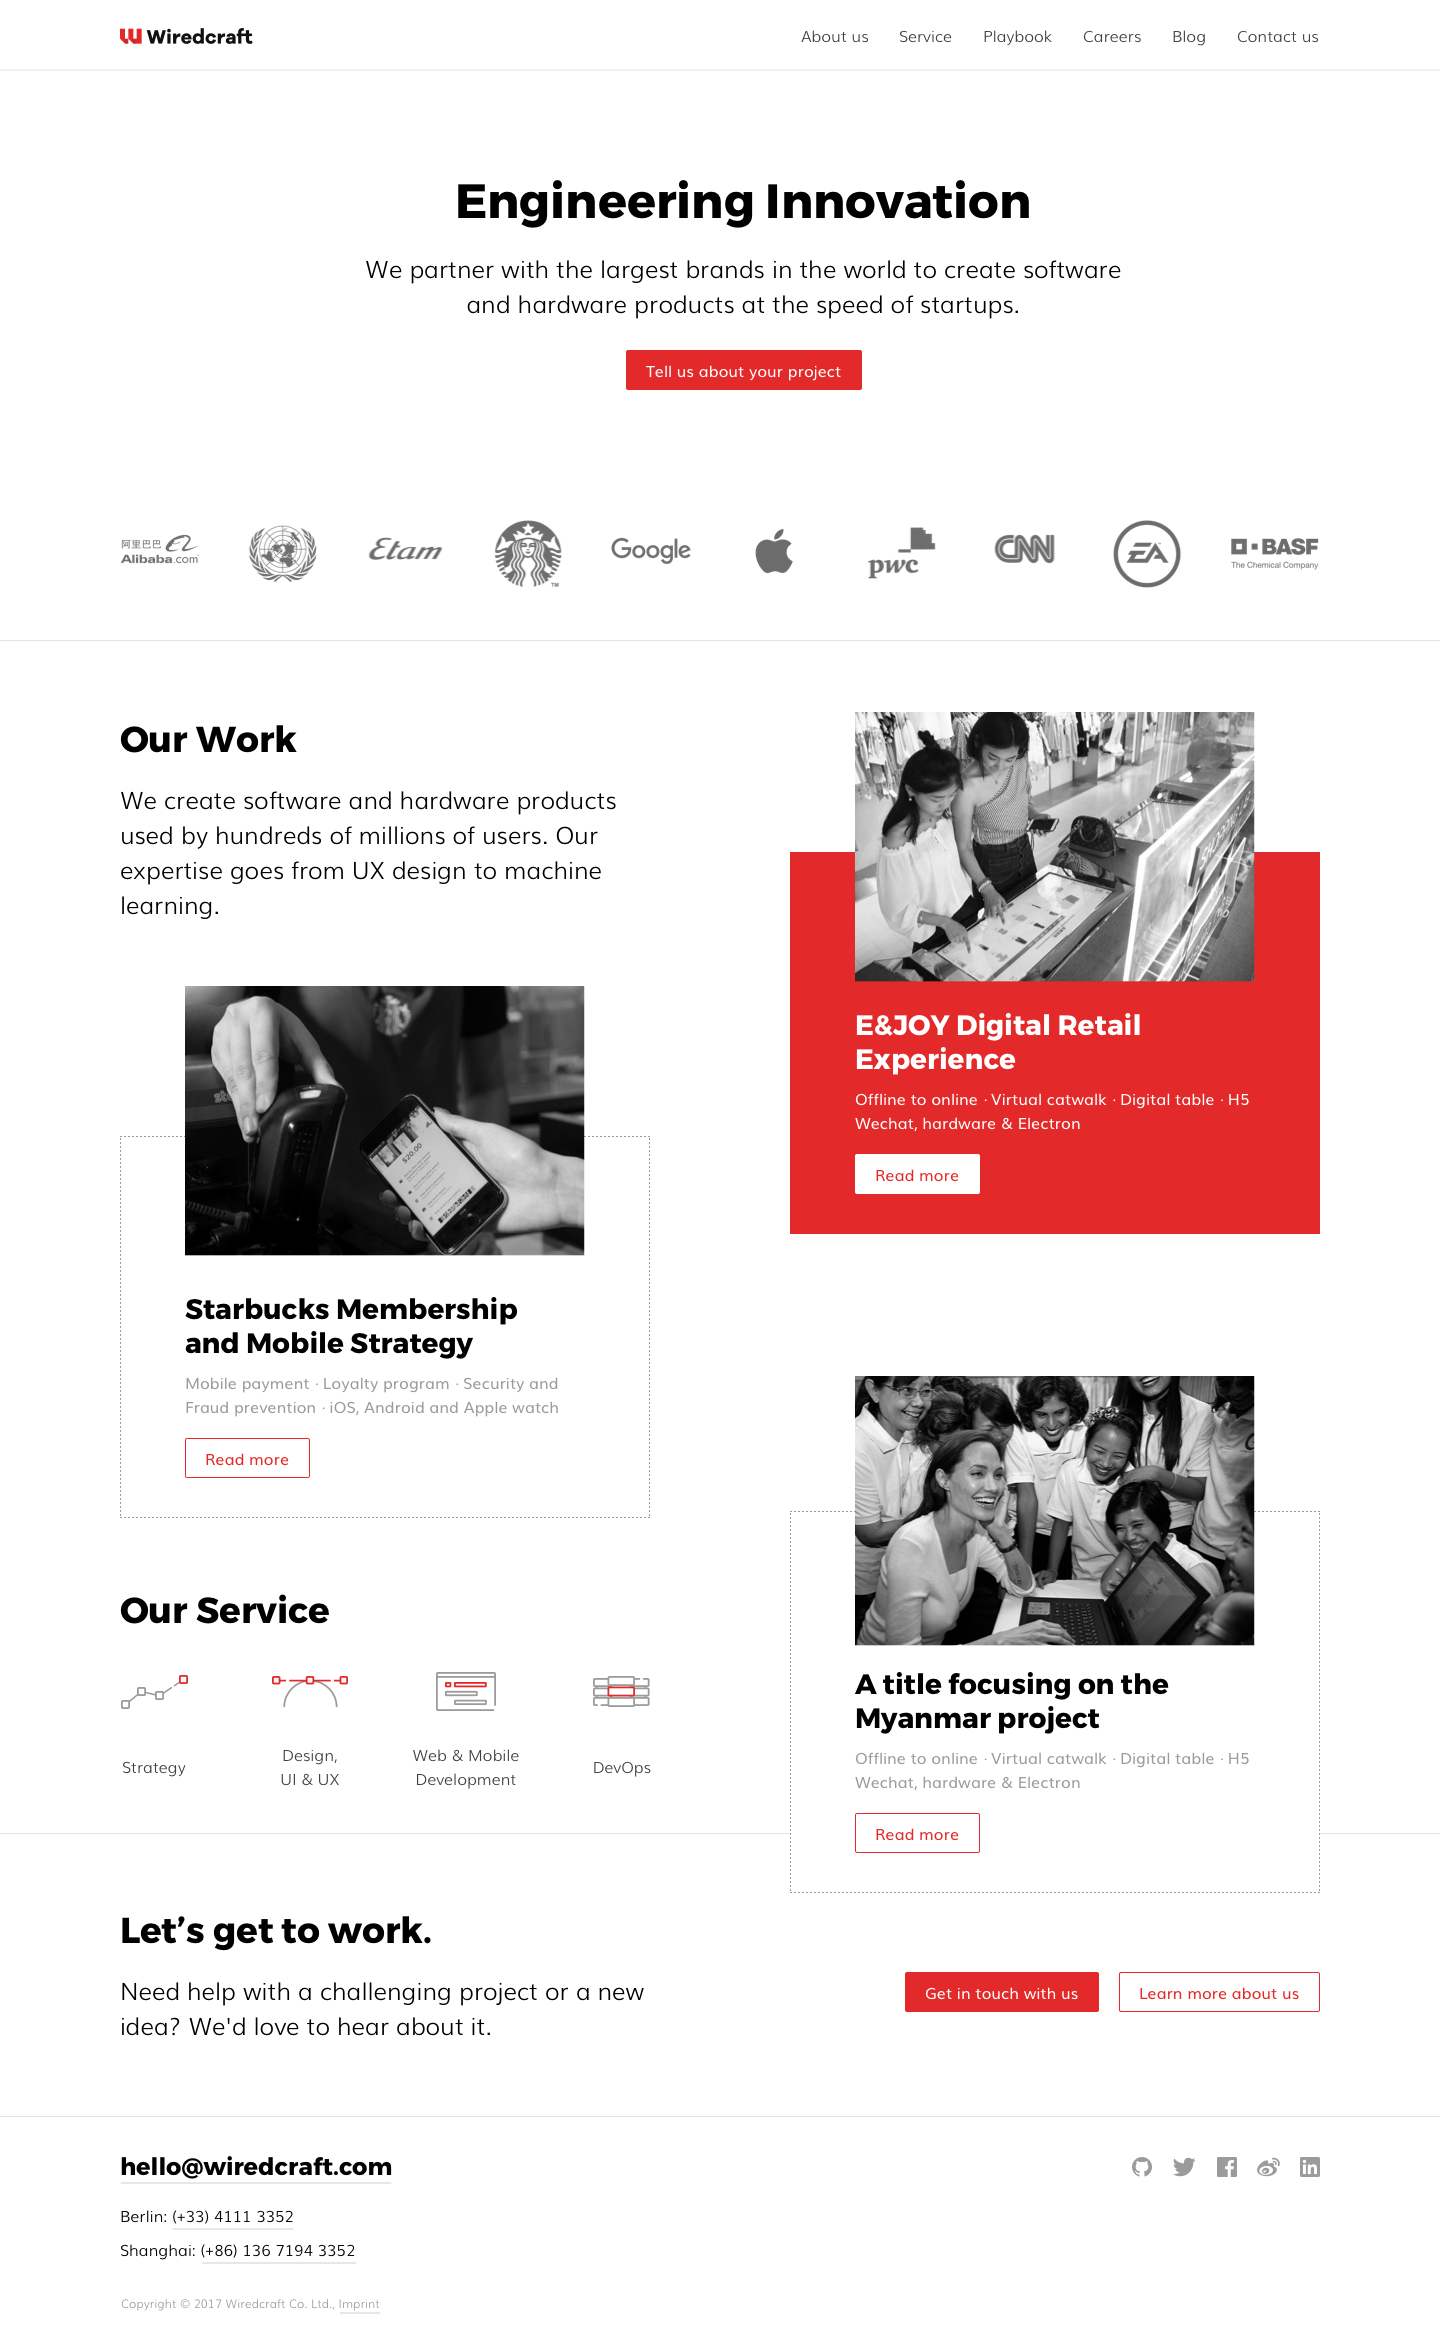 Wiredcraft
About us Service Playbook Careers Blog Contact us
Engineering Innovation
We partner with the largest brands in the world to create software
and hardware products at the speed of startups.
Tell us about your project
阿里巴巴
Alibaba.com
Etam
TM
Google
pwc
CNN
EA
BASF
The Chemical Company
Our Work
We create software and hardware products
used by hundreds of millions of users. Our
expertise goes from UX design to machine
learning.
$20.00
Starbucks Membership
and Mobile Strategy
Mobile payment · Loyalty program · Security and
Fraud prevention · iOS, Android and Apple watch
Read more
E&JOY Digital Retail
Experience
Offline to online · Virtual catwalk · Digital table · H5
Wechat, hardware & Electron
Read more
Our Service
Strategy
Design,
UI & UX
Web & Mobile
Development
DevOps
A title focusing on the
Myanmar project
Offline to online · Virtual catwalk · Digital table · H5
Wechat, hardware & Electron
Read more
Let’s get to work.
Need help with a challenging project or a new
idea? We'd love to hear about it.
Get in touch with us
Learn more about us
hello@wiredcraft.com
Berlin: (+33) 4111 3352
Shanghai: (+86) 136 7194 3352
Copyright © 2017 Wiredcraft Co. Ltd., Imprint